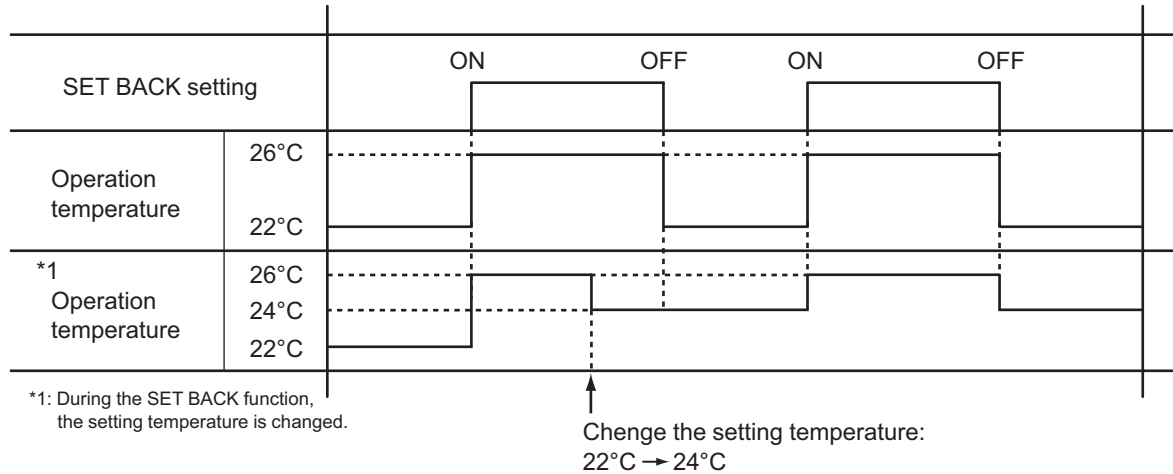 ON OFF ON OFF
SET BACK setting
26°C
Operation
temperature
22°C
*1
26°C
Operation
24°C
temperature
22°C
*1: During the SET BACK function,
the setting temperature is changed.
Chenge the setting temperature:
22°C → 24°C